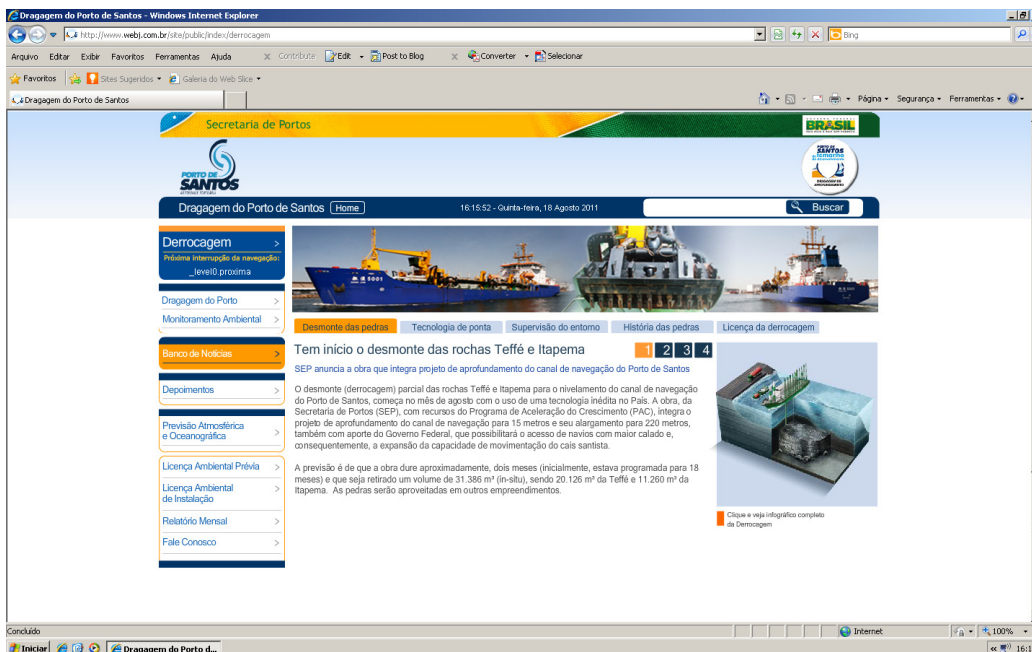 Dragagem do Porto de Santos - Windows Internet Explorer
http://www.webj.com.br/site/public/index/derrocagem
Bing
Arquivo Editar Exibir Favoritos Ferramentas Ajuda
x Contribute Edit Post to Blog
x Converter Selecionar
Favoritos Sites Sugeridos Galeria do Web Slice
Dragagem do Porto de Santos
Página Segurança Ferramentas
Secretaria de Portos
BRASIL
PORTO DE
SANTOS
PORTO DE
SANTOS
Dragagem do Porto de Santos Home
16:15:52 - Quinta-feira, 18 Agosto 2011
Buscar
Derrocagem >
Próxima interrupção da navegação:
_level0.proxima
Dragagem do Porto >
Monitoramento Ambiental >
Banco de Notícias >
Depoimentos >
Previsão Atmosférica
e Oceanográfica >
Licença Ambiental Prévia >
Licença Ambiental
de Instalação >
Relatório Mensal >
Fale Conosco >
5001
Desmonte das pedras Tecnologia de ponta Supervisão do entorno História das pedras Licença da derrocagem
Tem início o desmonte das rochas Teffé e Itapema
1 2 3 4
SEP anuncia a obra que integra projeto de aprofundamento do canal de navegação do Porto de Santos
O desmonte (derrocagem) parcial das rochas Teffé e Itapema para o nivelamento do canal de navegação
do Porto de Santos, começa no mês de agosto com o uso de uma tecnologia inédita no País. A obra, da
Secretaria de Portos (SEP), com recursos do Programa de Aceleração do Crescimento (PAC), integra o
projeto de aprofundamento do canal de navegação para 15 metros e seu alargamento para 220 metros,
também com aporte do Governo Federal, que possibilitará o acesso de navios com maior calado e,
consequentemente, a expansão da capacidade de movimentação do cais santista.
A previsão é de que a obra dure aproximadamente, dois meses (inicialmente, estava programada para 18
meses) e que seja retirado um volume de 31.386 m³ (in-situ), sendo 20.126 m³ da Teffé e 11.260 m³ da
Itapema. As pedras serão aproveitadas em outros empreendimentos.
Clique e veja infográfico completo
da Derrocagem
Concluído
Internet
100%
Iniciar
Dragagem do Porto d...